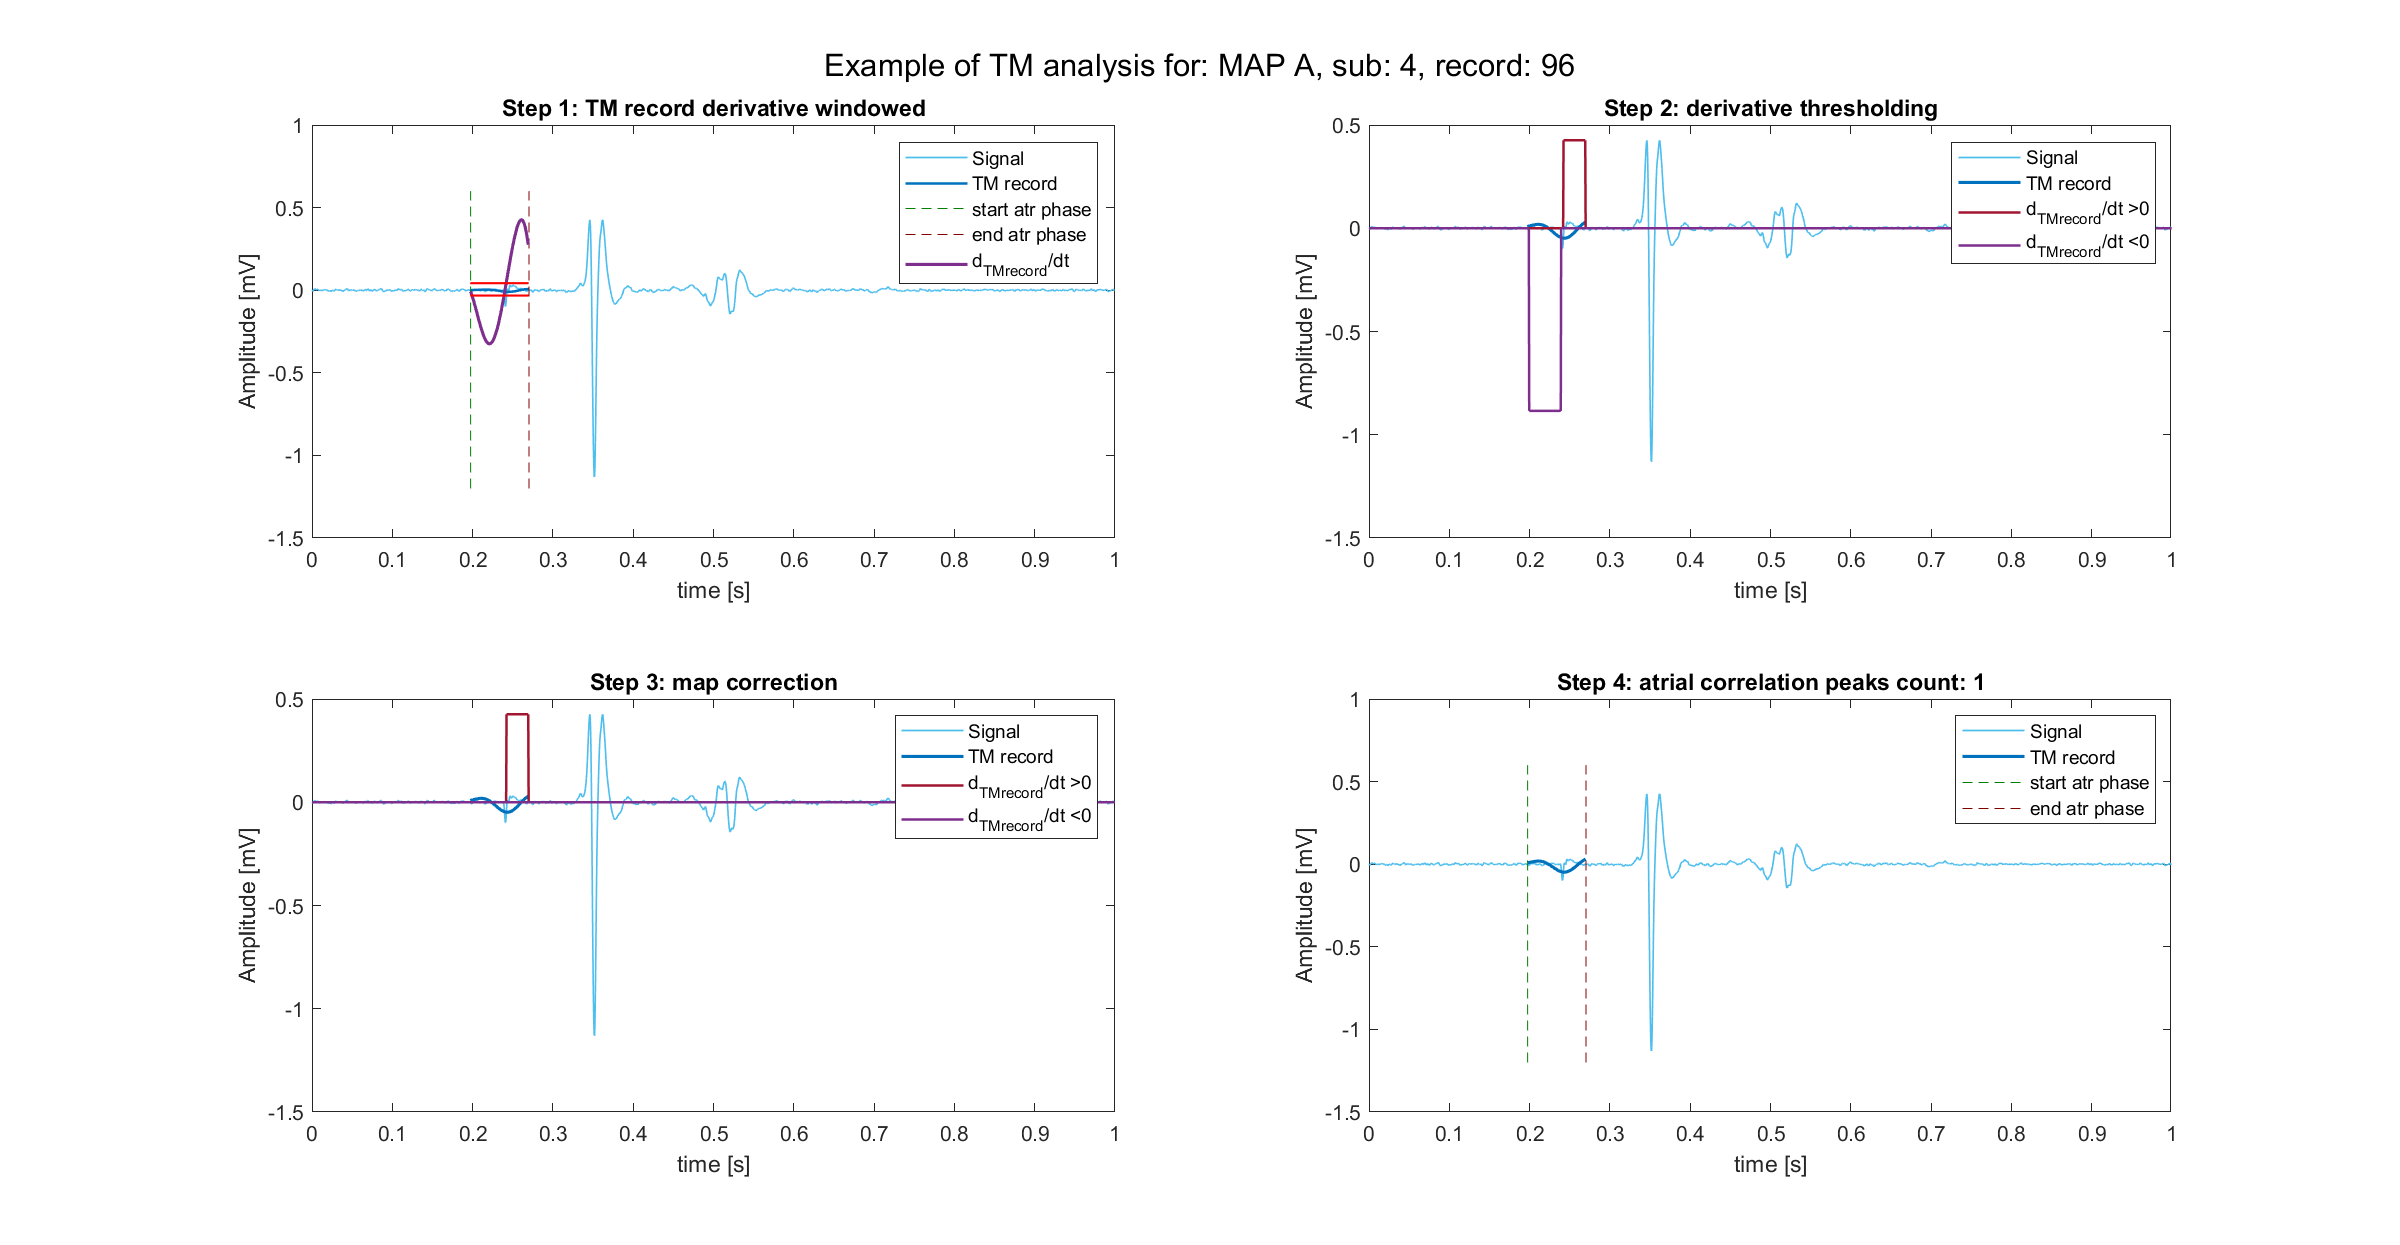 Example of TM analysis for: MAP A, sub: 4, record: 96
Step 1: TM record derivative windowed
1
0.5
0
-0.5
-1
-1.5
Amplitude [mV]
0 0.1 0.2 0.3 0.4 0.5 0.6 0.7 0.8 0.9 1
time [s]
Signal
TM record
start atr phase
end atr phase
dTMrecord/dt
Step 2: derivative thresholding
0.5
0
-0.5
-1
-1.5
Amplitude [mV]
0 0.1 0.2 0.3 0.4 0.5 0.6 0.7 0.8 0.9 1
time [s]
Signal
TM record
dTMrecord/dt >0
dTMrecord/dt <0
Step 3: map correction
0.5
0
-0.5
-1
-1.5
Amplitude [mV]
0 0.1 0.2 0.3 0.4 0.5 0.6 0.7 0.8 0.9 1
time [s]
Signal
TM record
dTMrecord/dt >0
dTMrecord/dt <0
Step 4: atrial correlation peaks count: 1
1
0.5
0
-0.5
-1
-1.5
Amplitude [mV]
0 0.1 0.2 0.3 0.4 0.5 0.6 0.7 0.8 0.9 1
time [s]
Signal
TM record
start atr phase
end atr phase